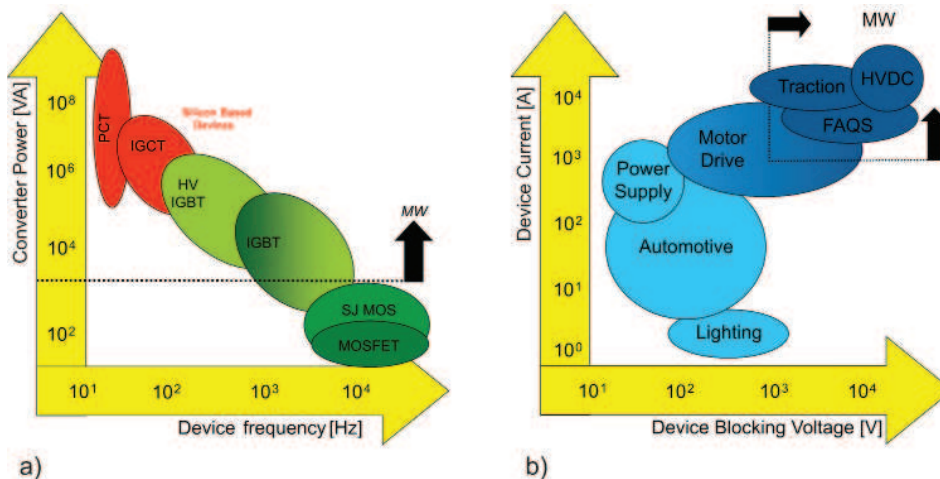 Converter Power [VA]
10⁸
10⁶
10⁴
10²
PCT
IGCT
Silicon Based
Devices
HV
IGBT
IGBT
MW
SJ MOS
MOSFET
10¹
10²
10³
10⁴
Device frequency [Hz]
a)
Device Current [A]
10⁴
10³
10²
10¹
10⁰
MW
Traction
HVDC
FAQS
Motor
Drive
Power
Supply
Automotive
Lighting
10¹
10²
10³
10⁴
Device Blocking Voltage [V]
b)